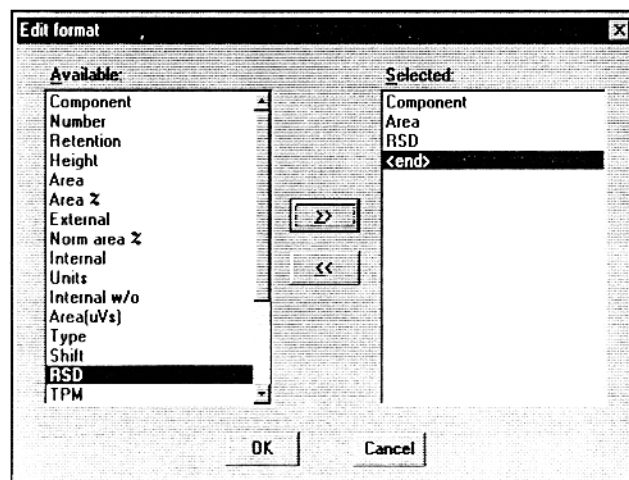 Edit format
Available:
Component
Number
Retention
Height
Area
Area %
External
Norm area %
Internal
Units
Internal w/o
Area(uVs)
Type
Shift
RSD
TPM
>>
<<
Selected:
Component
Area
RSD
<end>
OK
Cancel